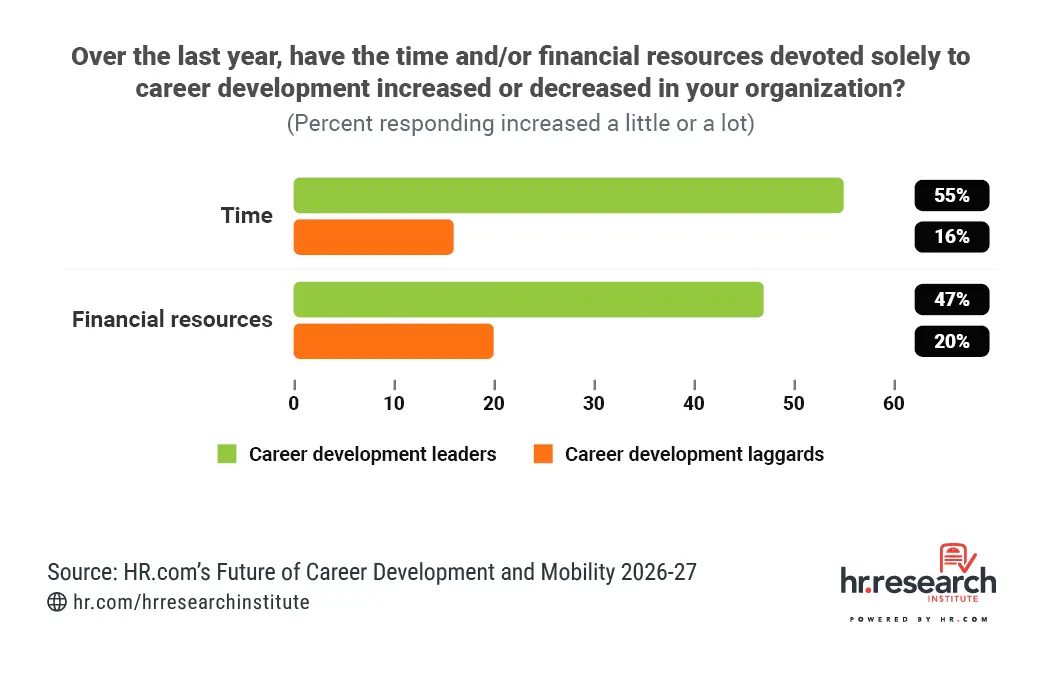 Over the last year, have the time and/or financial resources devoted solely to
career development increased or decreased in your organization?
(Percent responding increased a little or a lot)
Time
55%
16%
Financial resources
47%
20%
0 10 20 30 40 50 60
Career development leaders Career development laggards
Source: HR.com’s Future of Career Development and Mobility 2026-27
hr.com/hrresearchinstitute
hr.research
INSTITUTE
POWERED BY HR.COM